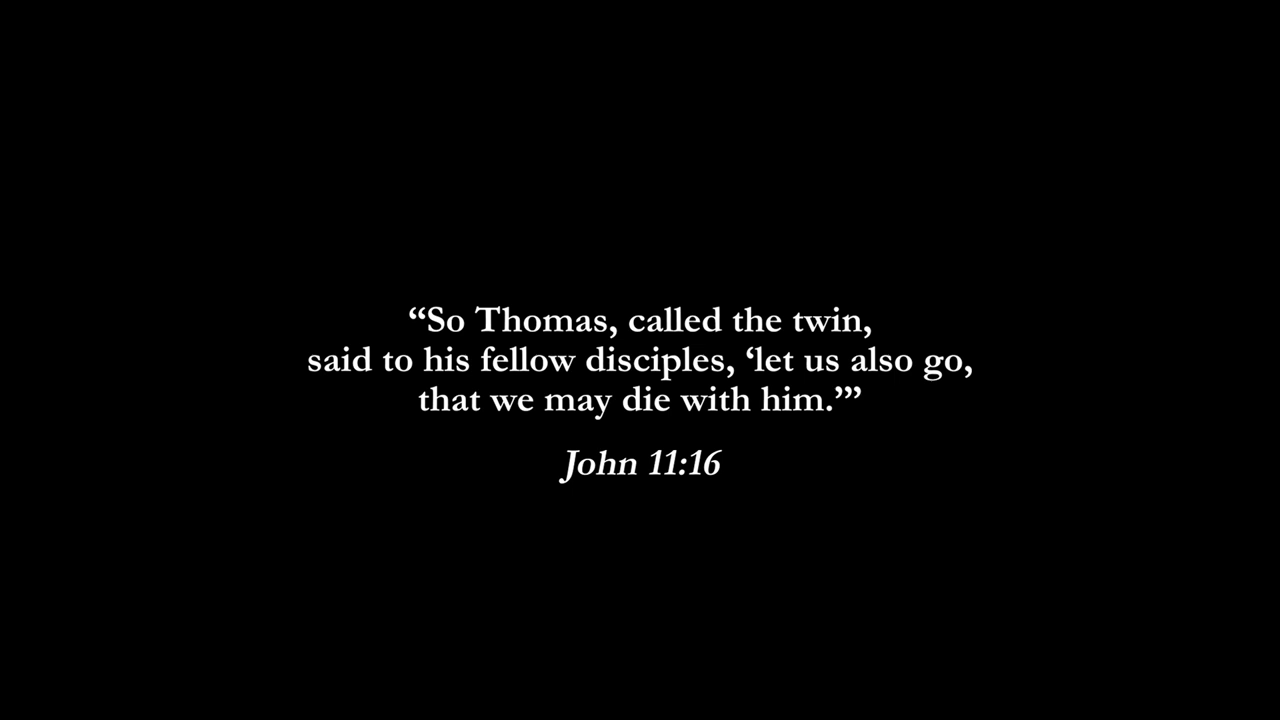 “So Thomas, called the twin,
said to his fellow disciples, ‘let us also go,
that we may die with him.’”
John 11:16